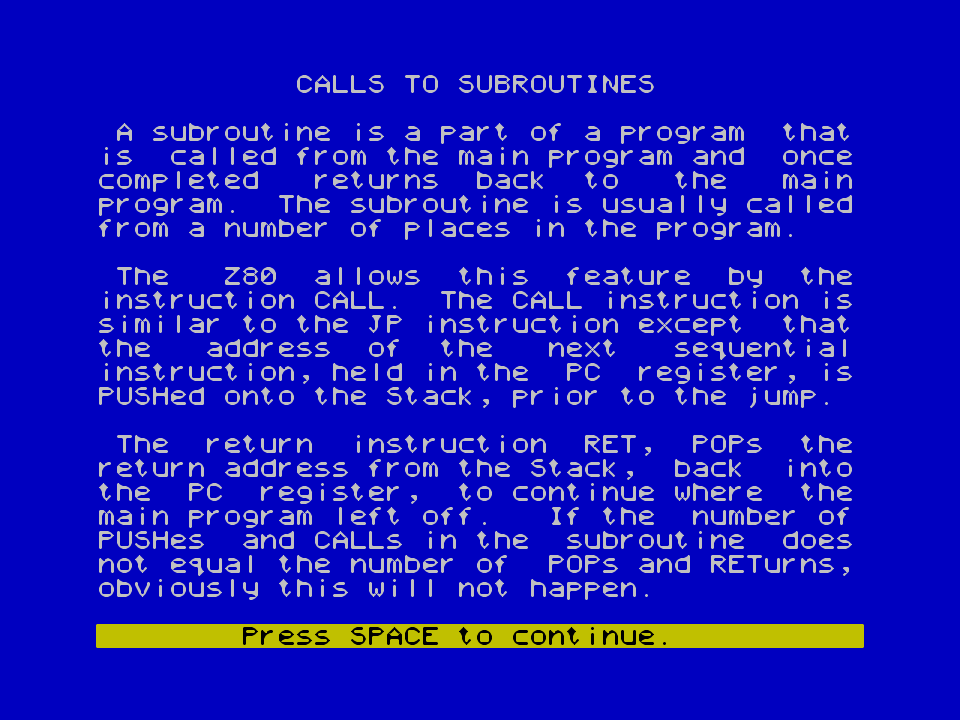 CALLS TO SUBROUTINES
A subroutine is a part of a program  that
is  called from the main program and  once
completed   returns  back  to   the   main
program.  The subroutine is usually called
from a number of places in the program.
The   Z80  allows  this  feature  by  the
instruction CALL.  The CALL instruction is
similar to the JP instruction except  that
the   address  of  the   next   sequential
instruction, held in the  PC  register, is
PUSHed onto the Stack, prior to the jump.
The  return  instruction  RET,  POPs  the
return address from the Stack,  back  into
the  PC  register,  to continue where  the
main program left off.   If the  number of
PUSHes  and CALLs in the  subroutine  does
not equal the number of  POPs and RETurns,
obviously this will not happen.
Press SPACE to continue.